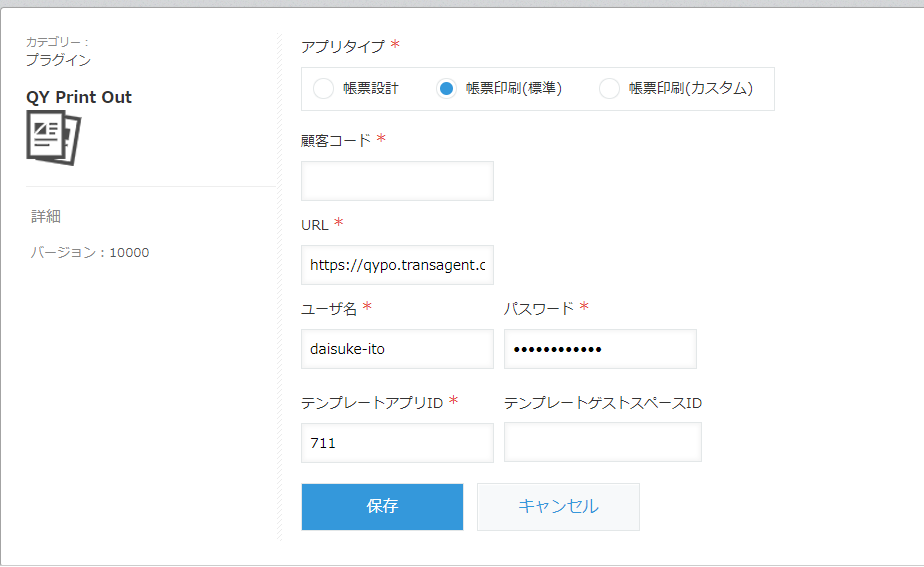 カテゴリー：
プラグイン
QY Print Out
詳細
バージョン：10000
アプリタイプ *
帳票設計 帳票印刷(標準) 帳票印刷(カスタム)
顧客コード *
URL *
https://qypo.transagent.c
ユーザ名 * パスワード *
daisuke-ito ••••••••••••
テンプレートアプリID * テンプレートゲストスペースID
711
保存 キャンセル